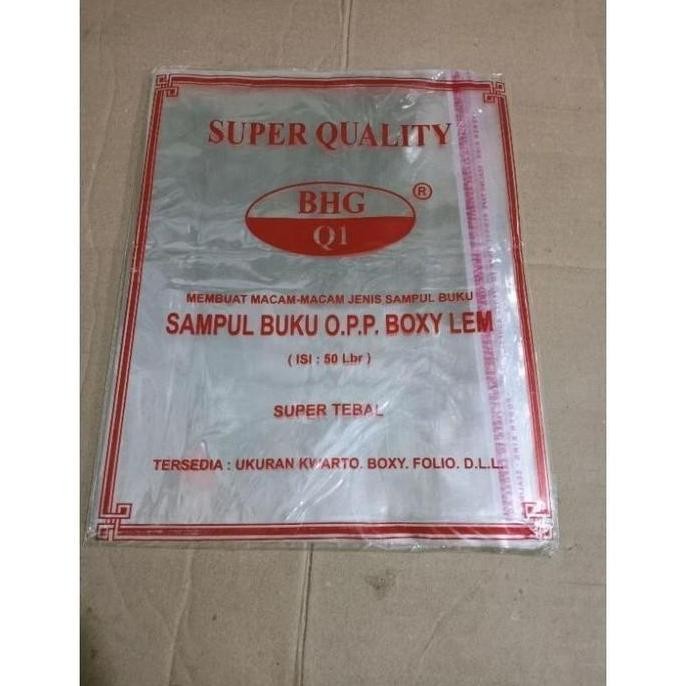 SUPER QUALITY
BHG
®
Q1
MEMBUAT MACAM-MACAM JENIS SAMPUL BUKU
SAMPUL BUKU O.P.P. BOXY LEM
( ISI : 50 Lbr )
SUPER TEBAL
TERSEDIA : UKURAN KWARTO. BOXY. FOLIO. D.L.L.